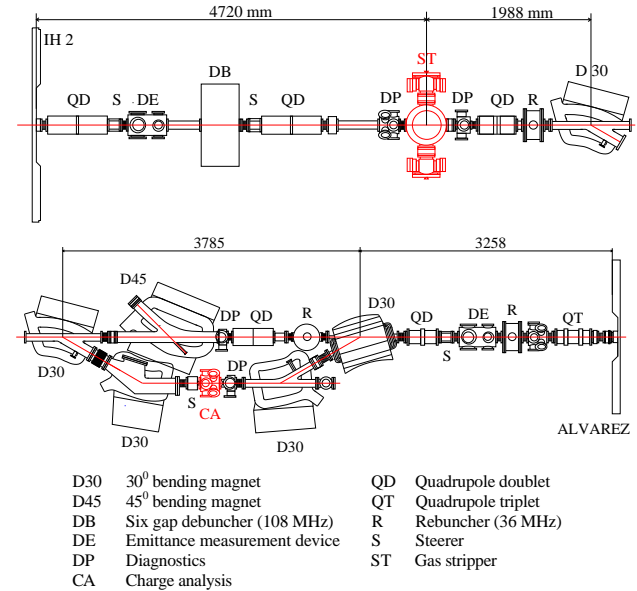 4720 mm
1988 mm
IH 2
ST
DB
D 30
QD
S
DE
S
QD
DP
DP
QD
R
3785
3258
D45
DP
QD
R
D30
QD
DE
R
QT
D30
DP
S
S
CA
D30
D30
ALVAREZ
D30 30⁰ bending magnet
QD Quadrupole doublet
D45 45⁰ bending magnet
QT Quadrupole triplet
DB Six gap debuncher (108 MHz)
R Rebuncher (36 MHz)
DE Emittance measurement device
S Steerer
DP Diagnostics
ST Gas stripper
CA Charge analysis